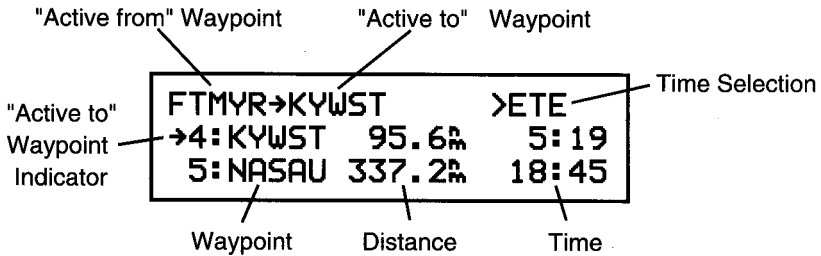 "Active from" Waypoint "Active to" Waypoint
Time Selection
"Active to"
Waypoint
Indicator
FTMYR→KYWST >ETE
→4:KYWST 95.6nm 5:19
5:NASAU 337.2nm 18:45
Waypoint Distance Time